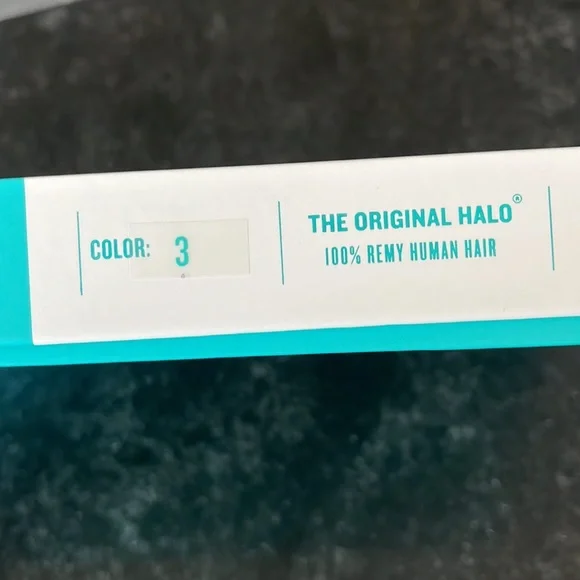 COLOR: 3
THE ORIGINAL HALO®
100% REMY HUMAN HAIR